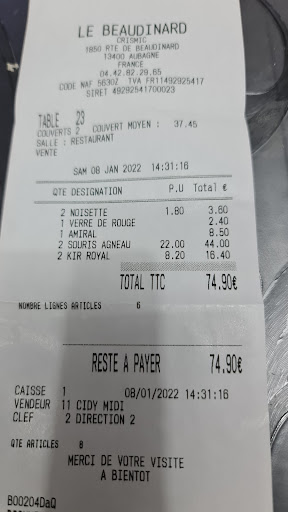 LE BEAUDINARD
CRISMIC
1850 RTE DE BEAUDINARD
13400 AUBAGNE
FRANCE
04.42.82.29.65
CODE NAF 5630Z TVA FR11492925417
SIRET 49292541700023
TABLE 23
COUVERTS 2 COUVERT MOYEN : 37.45
SALLE : RESTAURANT
VENTE
SAM 08 JAN 2022 14:31:16
QTE DESIGNATION P.U Total €
2 NOISETTE 1.80 3.60
1 VERRE DE ROUGE 2.40
1 AMIRAL 8.50
2 SOURIS AGNEAU 22.00 44.00
2 KIR ROYAL 8.20 16.40
TOTAL TTC 74.90€
NOMBRE LIGNES ARTICLES 6
RESTE A PAYER 74.90€
CAISSE 1 08/01/2022 14:31:16
VENDEUR 11 CIDY MIDI
CLEF 2 DIRECTION 2
QTE ARTICLES 8
MERCI DE VOTRE VISITE
A BIENTOT
B00204DaQ